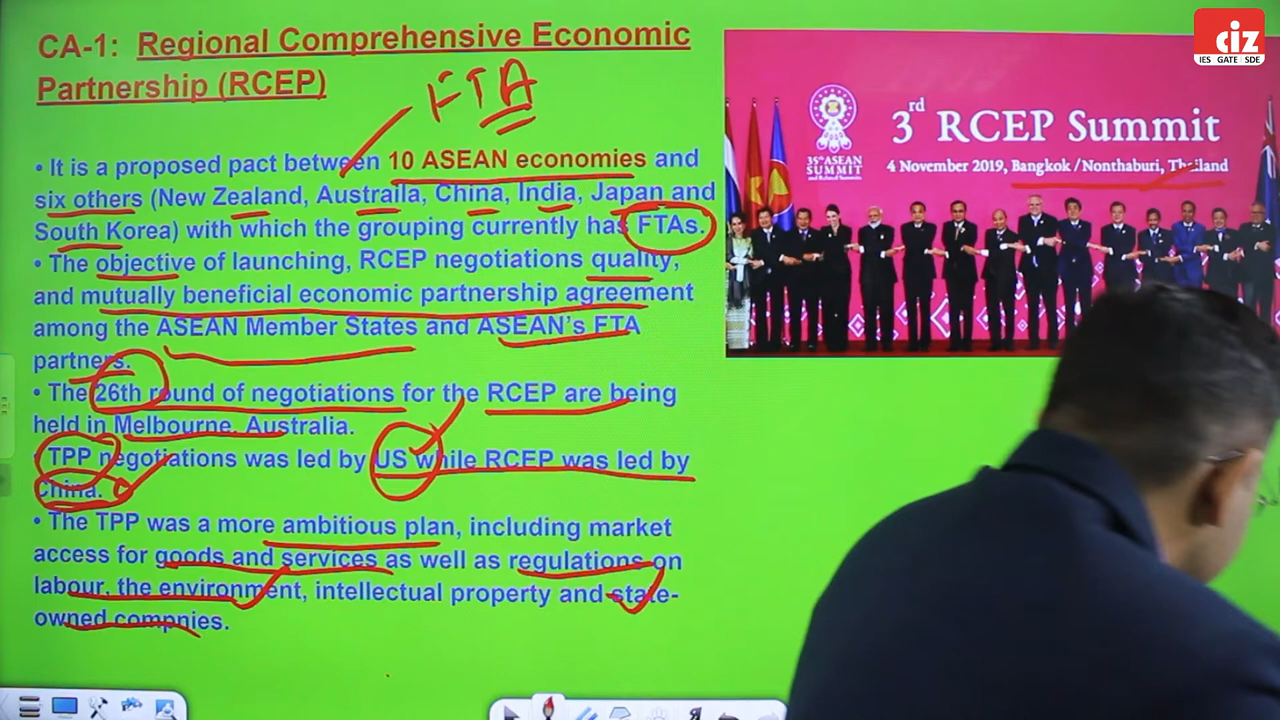 CA-1: Regional Comprehensive Economic
Partnership (RCEP)
FTA
• It is a proposed pact between 10 ASEAN economies and
six others (New Zealand, Australia, China, India, Japan and
South Korea) with which the grouping currently has FTAs.
• The objective of launching, RCEP negotiations quality,
and mutually beneficial economic partnership agreement
among the ASEAN Member States and ASEAN's FTA
partners.
• The 26th round of negotiations for the RCEP are being
held in Melbourne, Australia.
• TPP negotiations was led by US while RCEP was led by
China.
• The TPP was a more ambitious plan, including market
access for goods and services as well as regulations on
labour, the environment, intellectual property and state-
owned compnies.
35th ASEAN
SUMMIT
and Related Summits
3rd RCEP Summit
4 November 2019, Bangkok / Nonthaburi, Thailand
ciz
IES GATE SDE